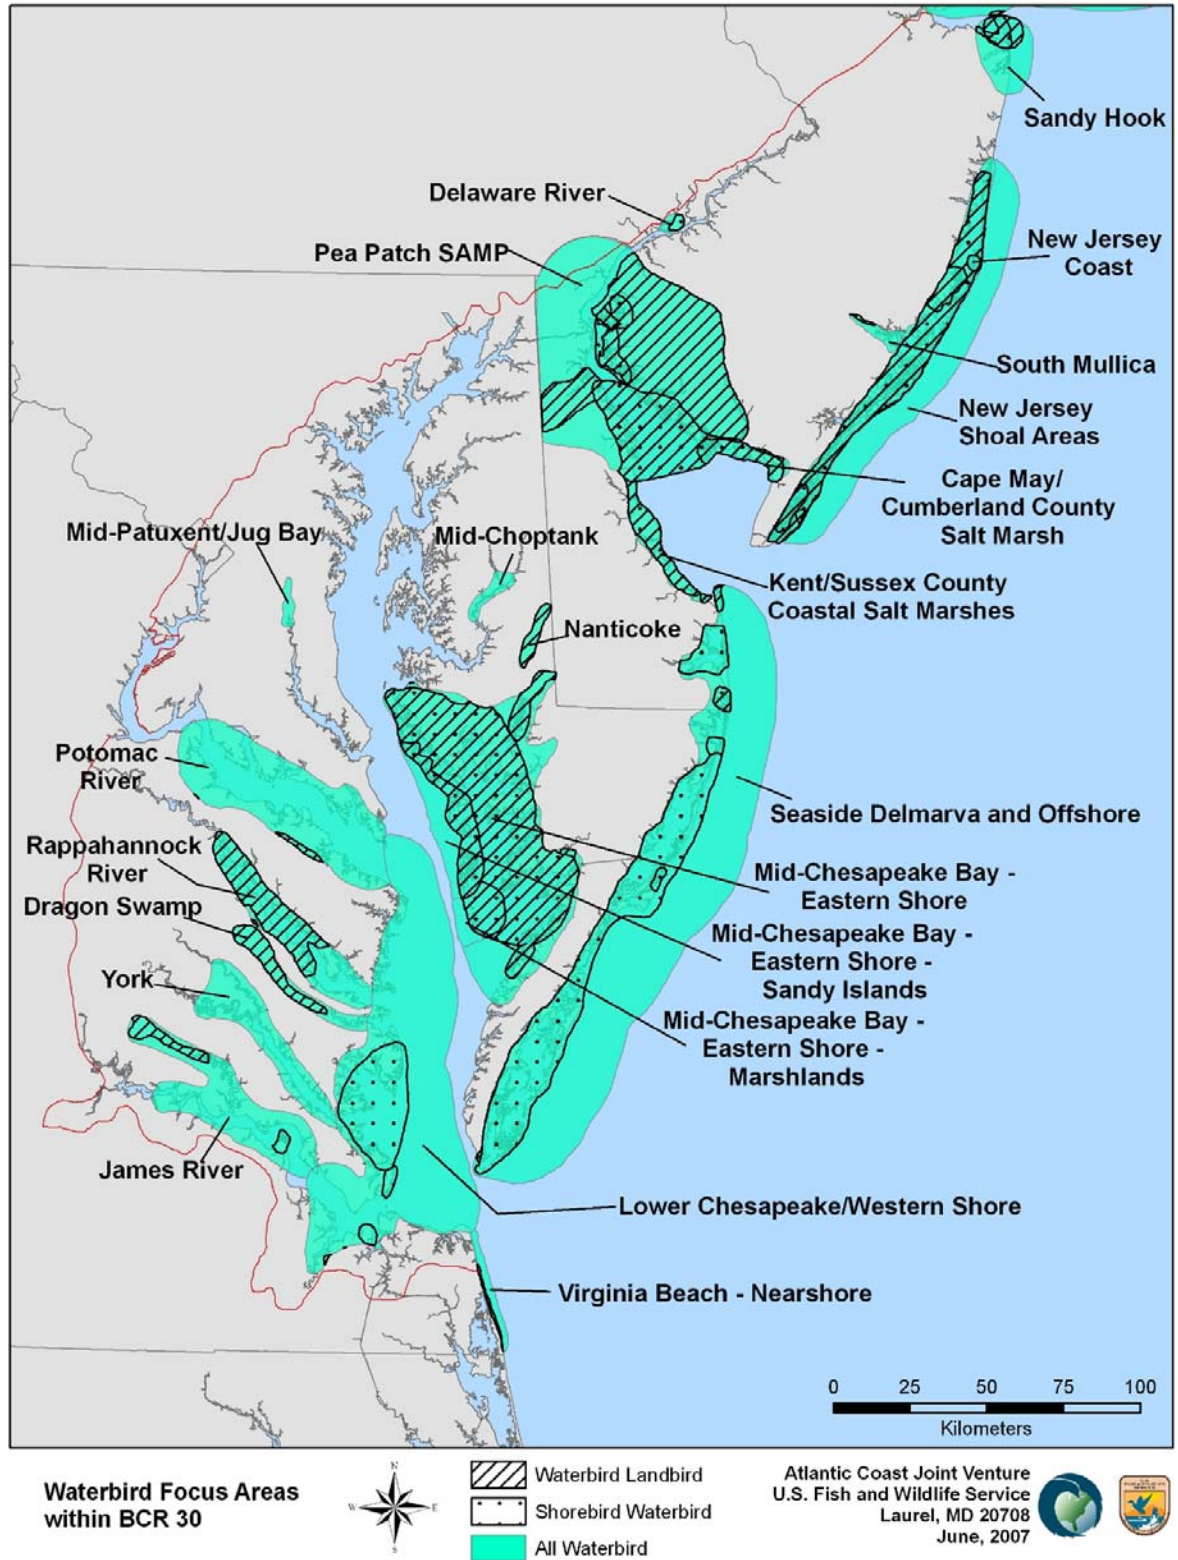 Sandy Hook
Delaware River
Pea Patch SAMP
New Jersey
Coast
South Mullica
New Jersey
Shoal Areas
Cape May/
Cumberland County
Salt Marsh
Mid-Patuxent/Jug Bay
Mid-Choptank
Kent/Sussex County
Coastal Salt Marshes
Nanticoke
Potomac
River
Seaside Delmarva and Offshore
Rappahannock
River
Mid-Chesapeake Bay -
Eastern Shore
Dragon Swamp
Mid-Chesapeake Bay -
Eastern Shore -
Sandy Islands
York
Mid-Chesapeake Bay -
Eastern Shore -
Marshlands
James River
Lower Chesapeake/Western Shore
Virginia Beach - Nearshore
0 25 50 75 100
Kilometers
Waterbird Focus Areas
within BCR 30
N
W E
S
Waterbird Landbird
Shorebird Waterbird
All Waterbird
Atlantic Coast Joint Venture
U.S. Fish and Wildlife Service
Laurel, MD 20708
June, 2007